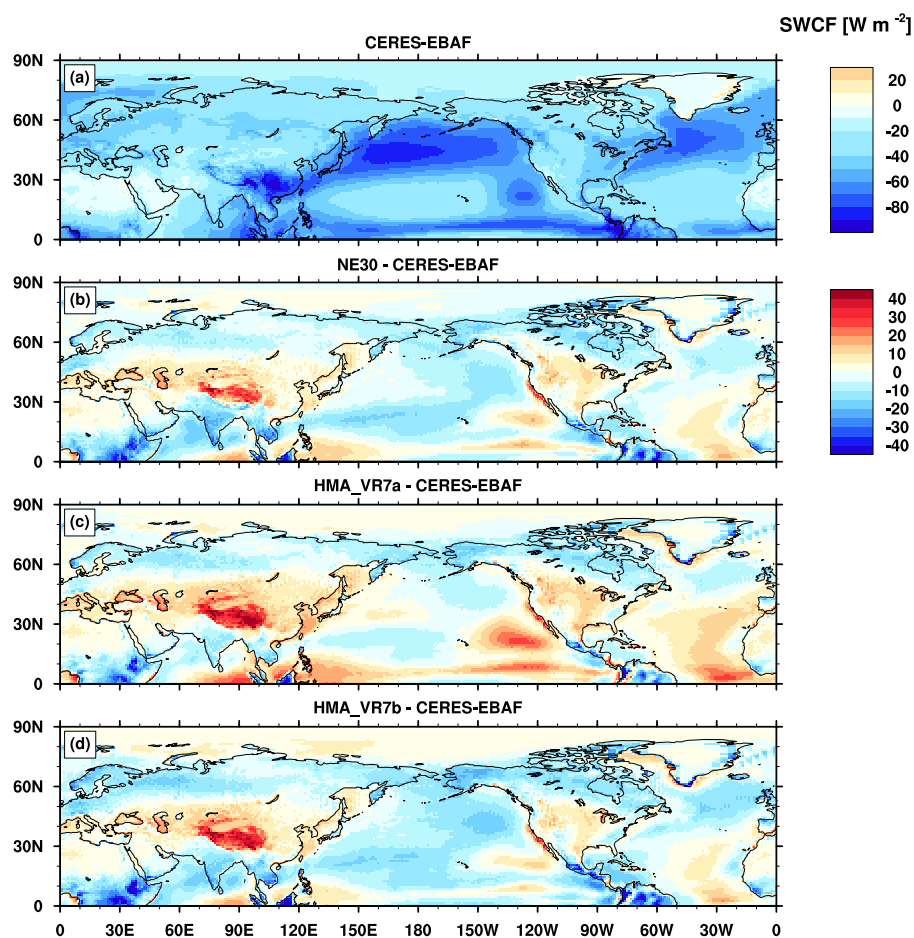 SWCF [W m -2]
CERES-EBAF
(a)
90N
60N
30N
0
20
0
-20
-40
-60
-80
NE30 - CERES-EBAF
(b)
90N
60N
30N
0
40
30
20
10
0
-10
-20
-30
-40
HMA_VR7a - CERES-EBAF
(c)
90N
60N
30N
0
HMA_VR7b - CERES-EBAF
(d)
90N
60N
30N
0
0 30E 60E 90E 120E 150E 180 150W 120W 90W 60W 30W 0